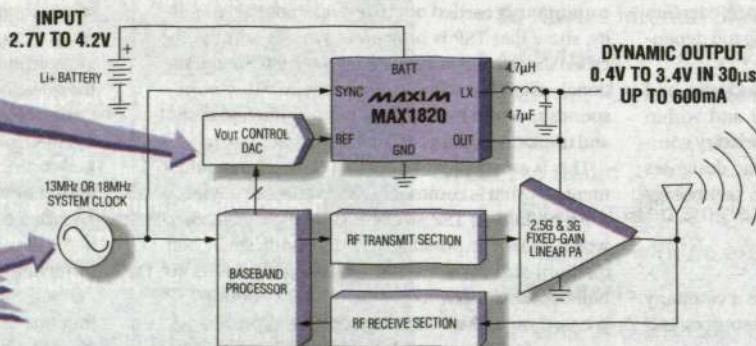 INPUT
2.7V TO 4.2V
Li+ BATTERY
BATT
SYNC
MAXIM
MAX1820
LX
REF
OUT
GND
4.7µH
4.7µF
DYNAMIC OUTPUT
0.4V TO 3.4V IN 30µs
UP TO 600mA
VOUT CONTROL
DAC
13MHz OR 18MHz
SYSTEM CLOCK
BASEBAND
PROCESSOR
RF TRANSMIT SECTION
2.5G & 3G
FIXED-GAIN
LINEAR PA
RF RECEIVE SECTION